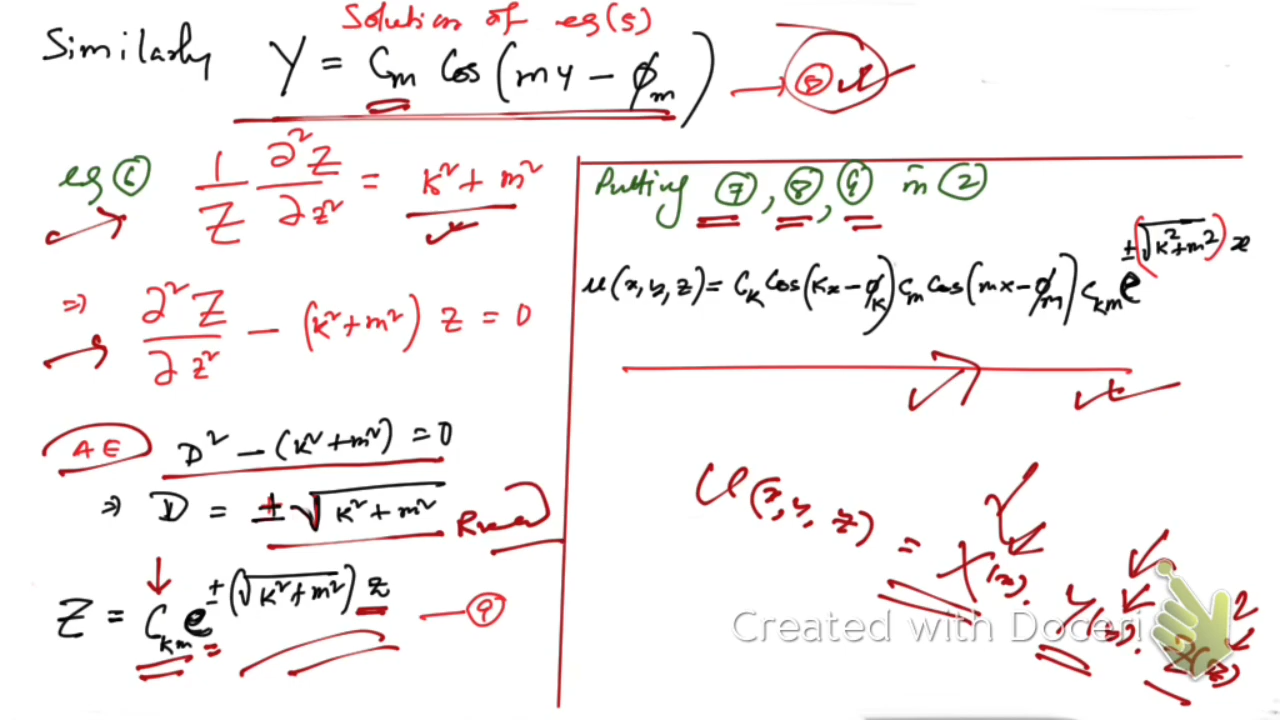 Solution of eq(5)
Similarly Y = C_m Cos(my − ϕ_m) → ⑧
eq ⑥ 1/Z ∂²Z/∂z² = k² + m²
⇒ ∂²Z/∂z² − (k²+m²) Z = 0
A E D² − (k²+m²) = 0
⇒ D = ± √k²+m²
Z = C_km e^±(√k²+m²) z — ⑨
Putting ⑦, ⑧, ⑨ in ②
u(x,y,z) = C_k Cos(kx − ϕ_k) C_m Cos(mx − ϕ_m) C_km e^±(√k²+m²) x
u(x, y, z) = X(x). Y(y). Z(z)
Created with Doceri